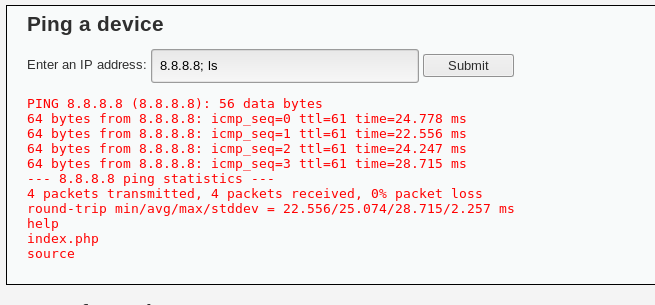 Ping a device
Enter an IP address: 8.8.8.8; ls Submit
PING 8.8.8.8 (8.8.8.8): 56 data bytes
64 bytes from 8.8.8.8: icmp_seq=0 ttl=61 time=24.778 ms
64 bytes from 8.8.8.8: icmp_seq=1 ttl=61 time=22.556 ms
64 bytes from 8.8.8.8: icmp_seq=2 ttl=61 time=24.247 ms
64 bytes from 8.8.8.8: icmp_seq=3 ttl=61 time=28.715 ms
--- 8.8.8.8 ping statistics ---
4 packets transmitted, 4 packets received, 0% packet loss
round-trip min/avg/max/stddev = 22.556/25.074/28.715/2.257 ms
help
index.php
source